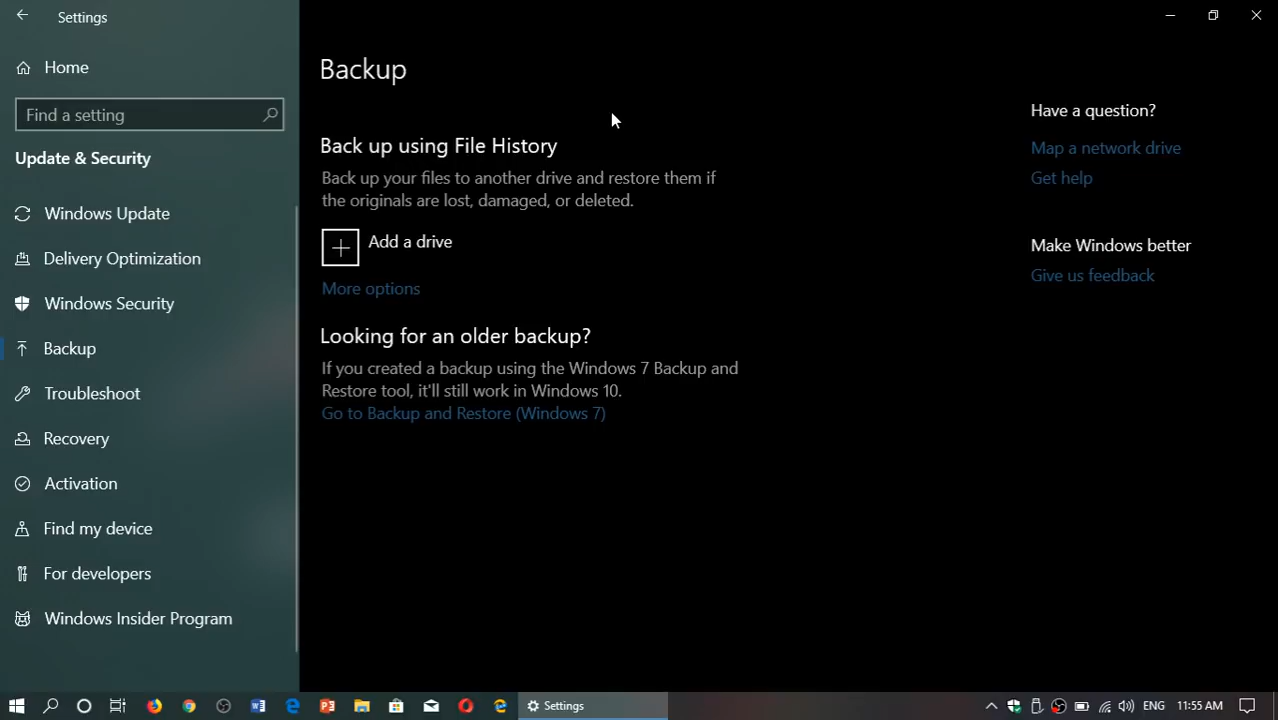 Settings
Home
Find a setting
Update & Security
Windows Update
Delivery Optimization
Windows Security
Backup
Troubleshoot
Recovery
Activation
Find my device
For developers
Windows Insider Program
Backup
Back up using File History
Back up your files to another drive and restore them if
the originals are lost, damaged, or deleted.
Add a drive
More options
Looking for an older backup?
If you created a backup using the Windows 7 Backup and
Restore tool, it'll still work in Windows 10.
Go to Backup and Restore (Windows 7)
Have a question?
Map a network drive
Get help
Make Windows better
Give us feedback
Settings
ENG
11:55 AM